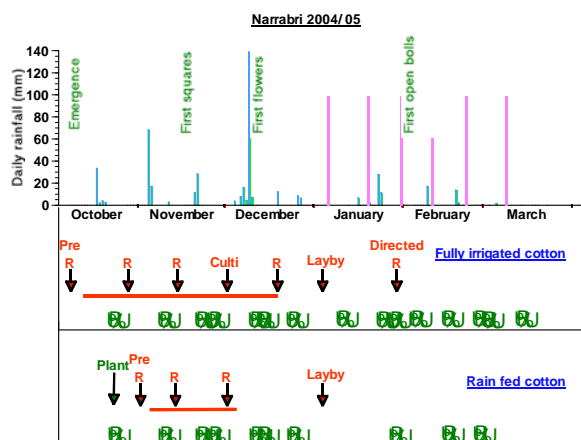 Narrabri 2004/05
Daily rainfall (mm)
140
120
100
80
60
40
20
0
Emergence
First squares
First flowers
First open bolls
October November December January February March
Fully irrigated cotton
Pre Directed
R R R Culti R Layby R
Rain fed cotton
Plant Pre
R R R Layby